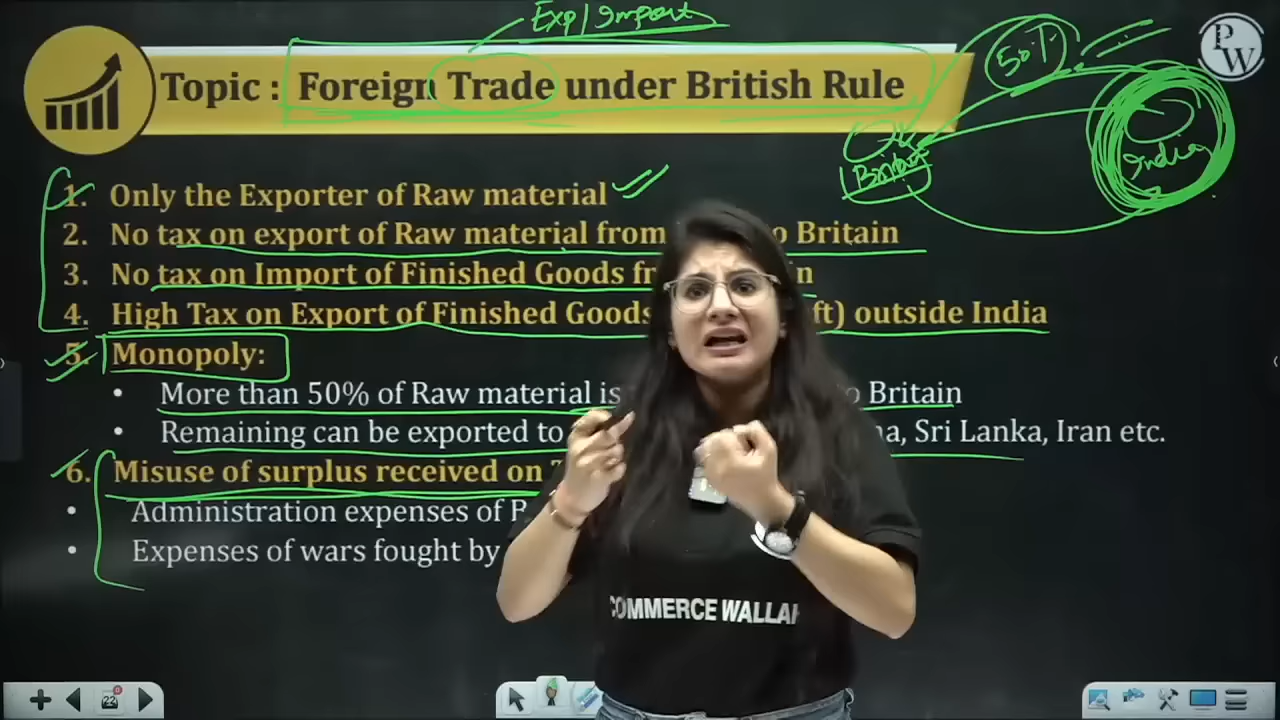 Exp/Import
PW
Topic : Foreign Trade under British Rule
50%
India
Britain
1. Only the Exporter of Raw material
2. No tax on export of Raw material from to Britain
3. No tax on Import of Finished Goods
4. High Tax on Export of Finished Goods outside India
5. Monopoly:
• More than 50% of Raw material is Britain
• Remaining can be exported to Sri Lanka, Iran etc.
6. Misuse of surplus received on
• Administration expenses of
• Expenses of wars fought by
COMMERCE WALLAH
22